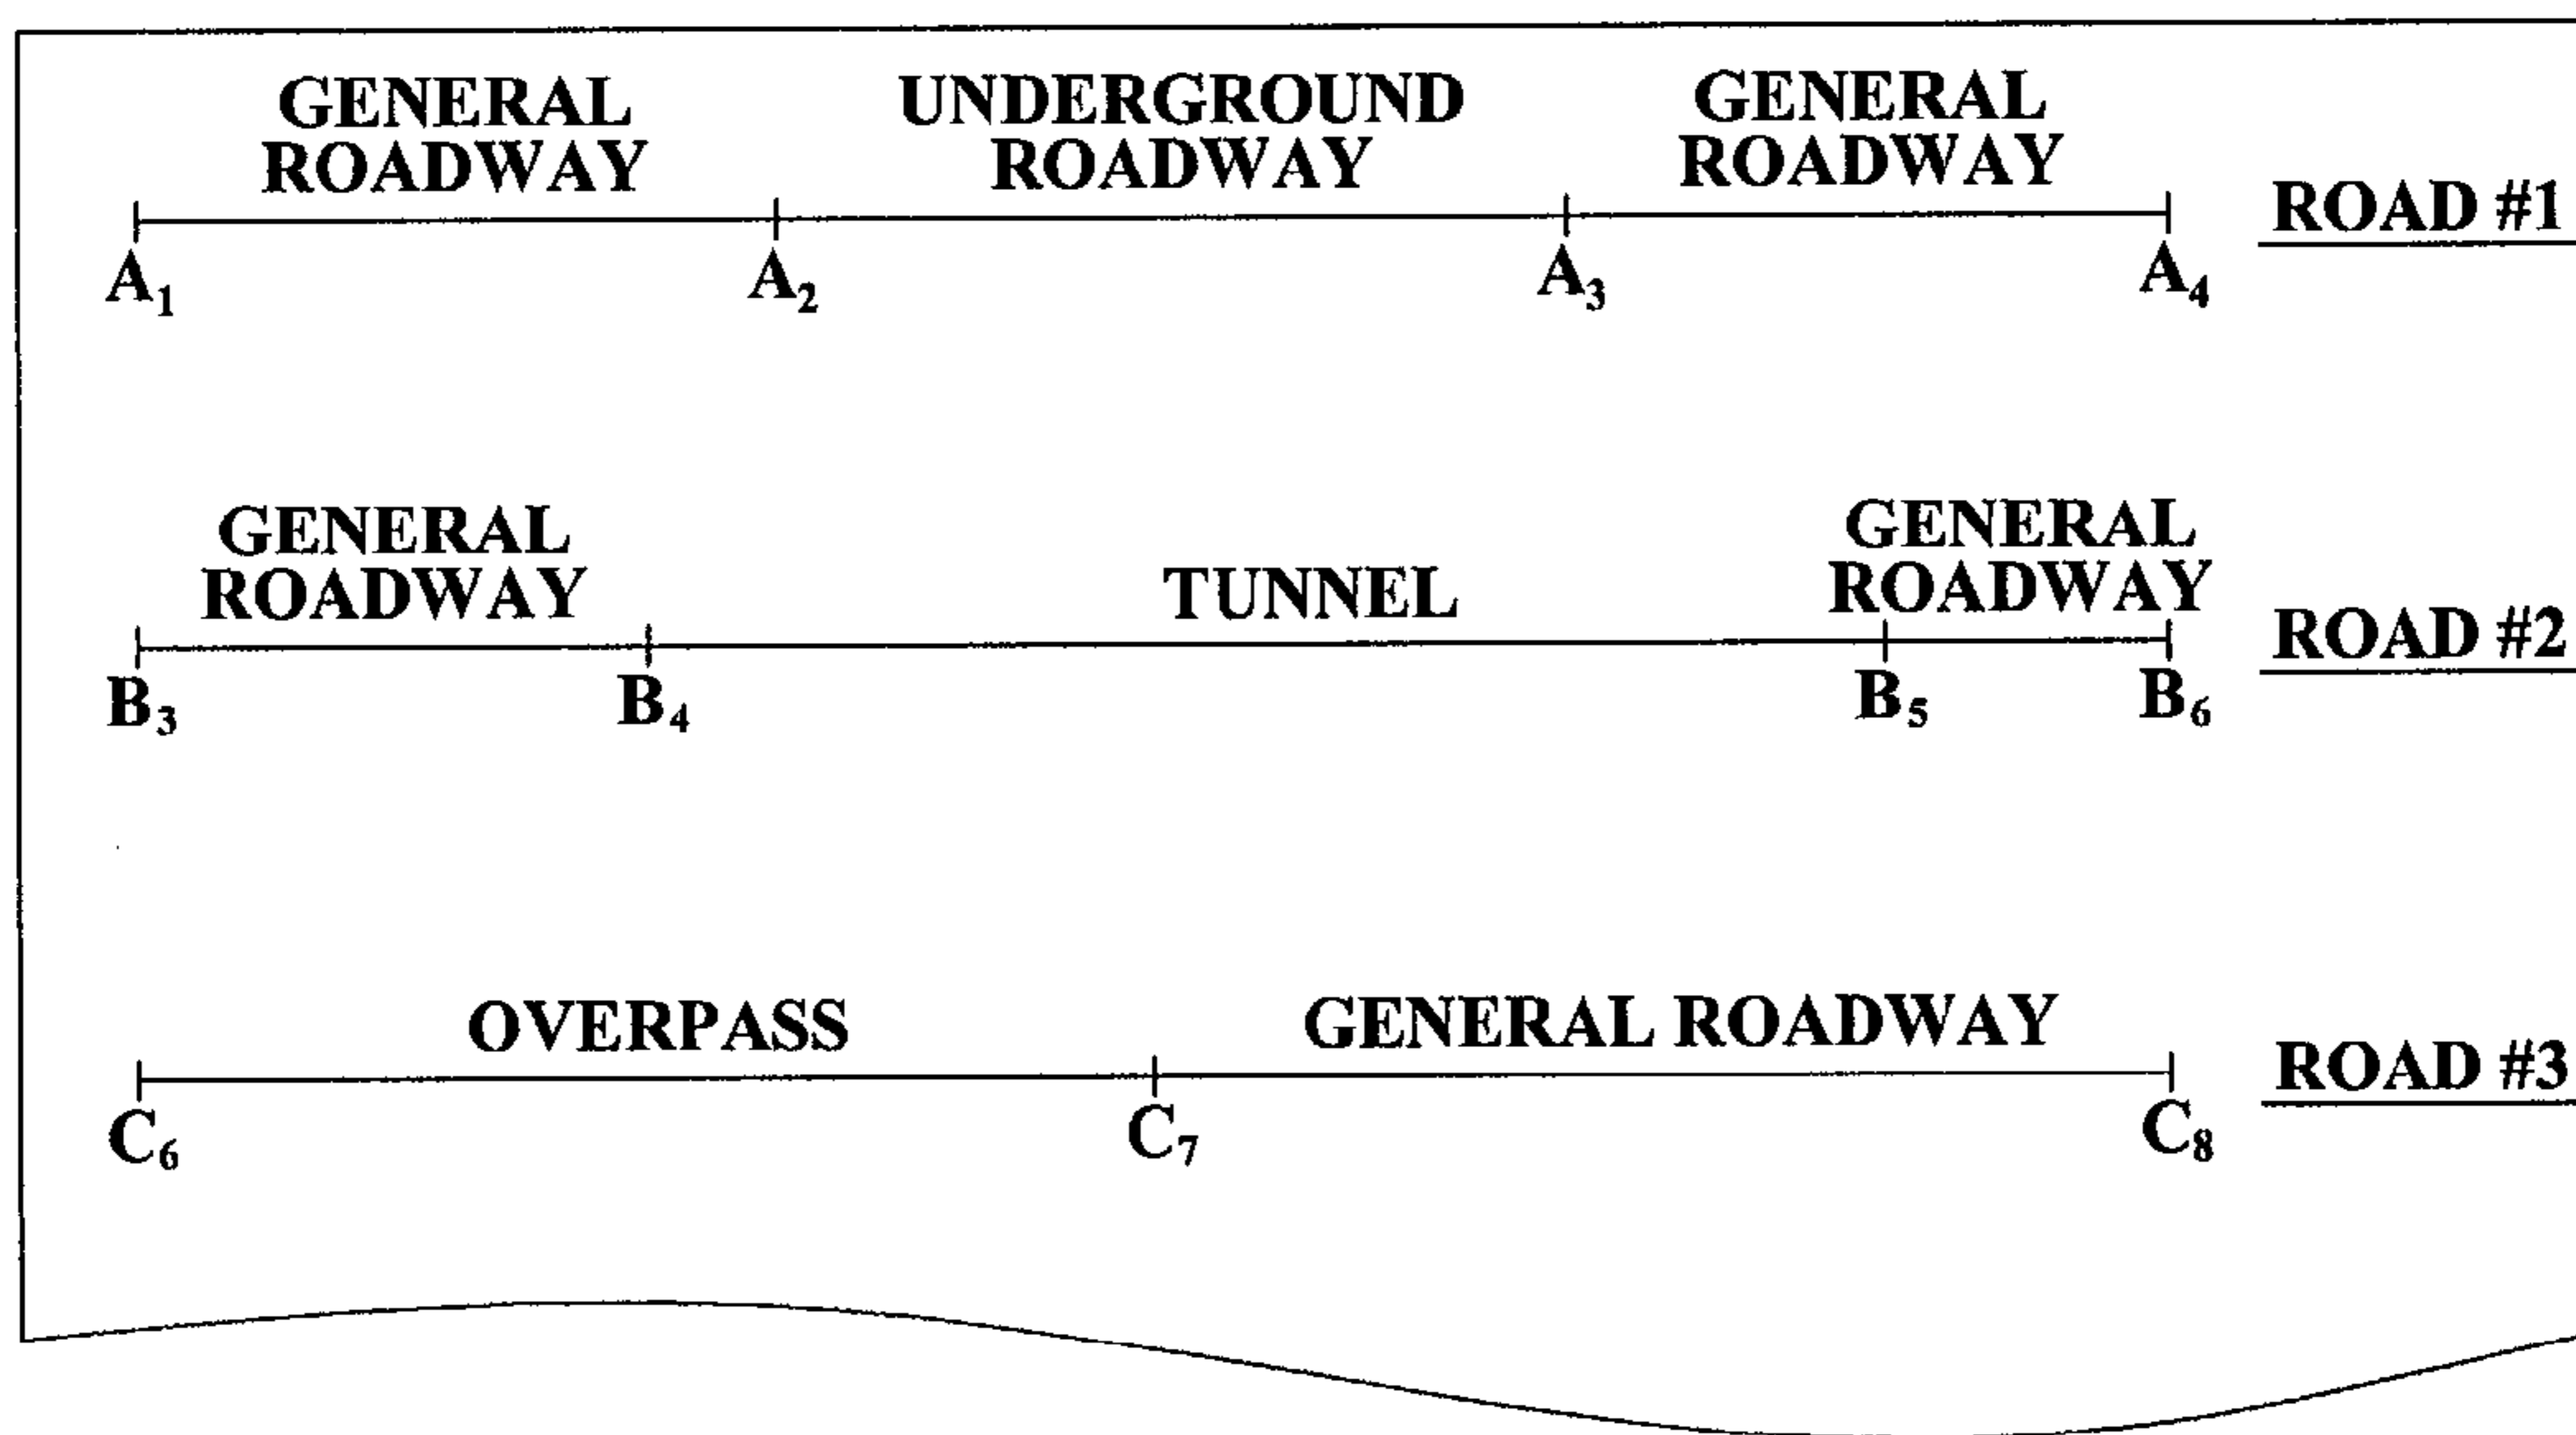 GENERAL UNDERGROUND GENERAL
ROADWAY ROADWAY ROADWAY
ROAD #1
A₁ A₂ A₃ A₄
GENERAL GENERAL
ROADWAY TUNNEL ROADWAY
ROAD #2
B₃ B₄ B₅ B₆
OVERPASS GENERAL ROADWAY
ROAD #3
C₆ C₇ C₈